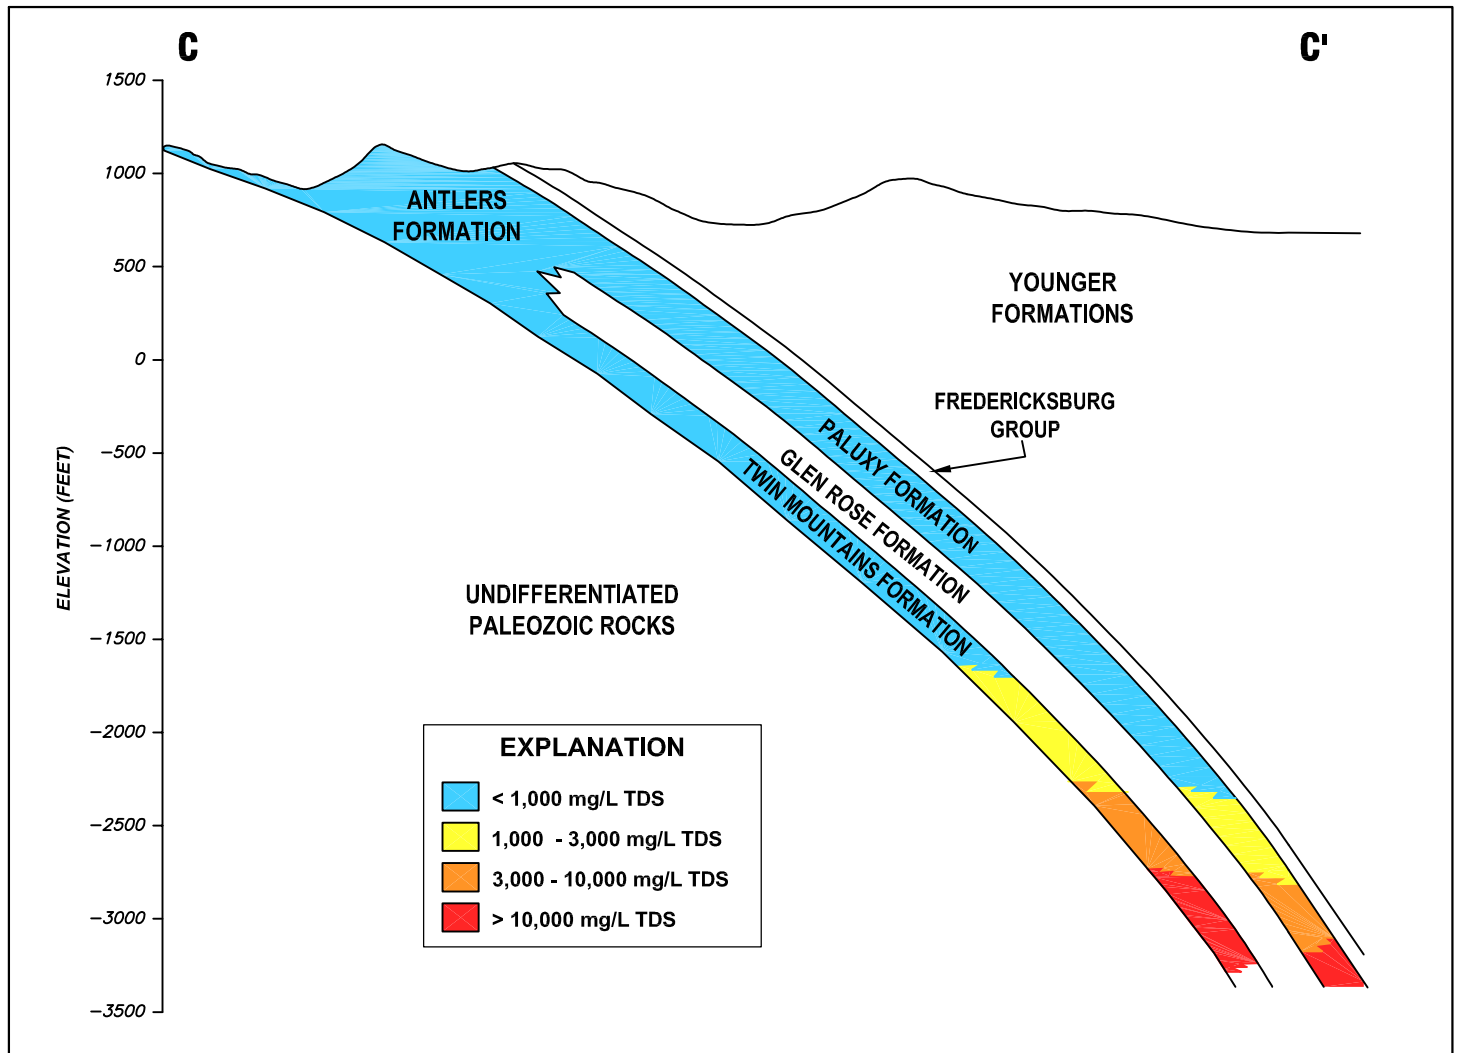 C
C'
1500
1000
500
0
−500
−1000
−1500
−2000
−2500
−3000
−3500
ELEVATION (FEET)
ANTLERS
FORMATION
YOUNGER
FORMATIONS
FREDERICKSBURG
GROUP
PALUXY FORMATION
GLEN ROSE FORMATION
TWIN MOUNTAINS FORMATION
UNDIFFERENTIATED
PALEOZOIC ROCKS
EXPLANATION
< 1,000 mg/L TDS
1,000 - 3,000 mg/L TDS
3,000 - 10,000 mg/L TDS
> 10,000 mg/L TDS